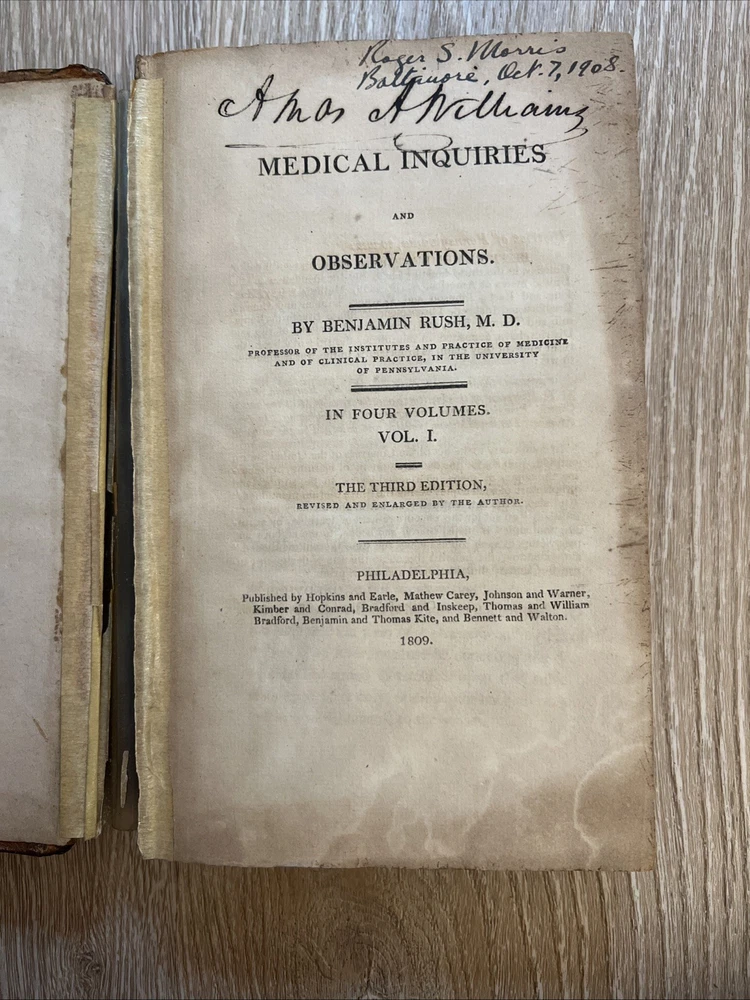 Roger S. Morris
Baltimore, Oct. 7, 1908.
Amos A Williams
MEDICAL INQUIRIES
AND
OBSERVATIONS.
BY BENJAMIN RUSH, M. D.
PROFESSOR OF THE INSTITUTES AND PRACTICE OF MEDICINE
AND OF CLINICAL PRACTICE, IN THE UNIVERSITY
OF PENNSYLVANIA.
IN FOUR VOLUMES.
VOL. I.
THE THIRD EDITION,
REVISED AND ENLARGED BY THE AUTHOR.
PHILADELPHIA,
Published by Hopkins and Earle, Mathew Carey, Johnson and Warner,
Kimber and Conrad, Bradford and Inskeep, Thomas and William
Bradford, Benjamin and Thomas Kite, and Bennett and Walton.
1809.